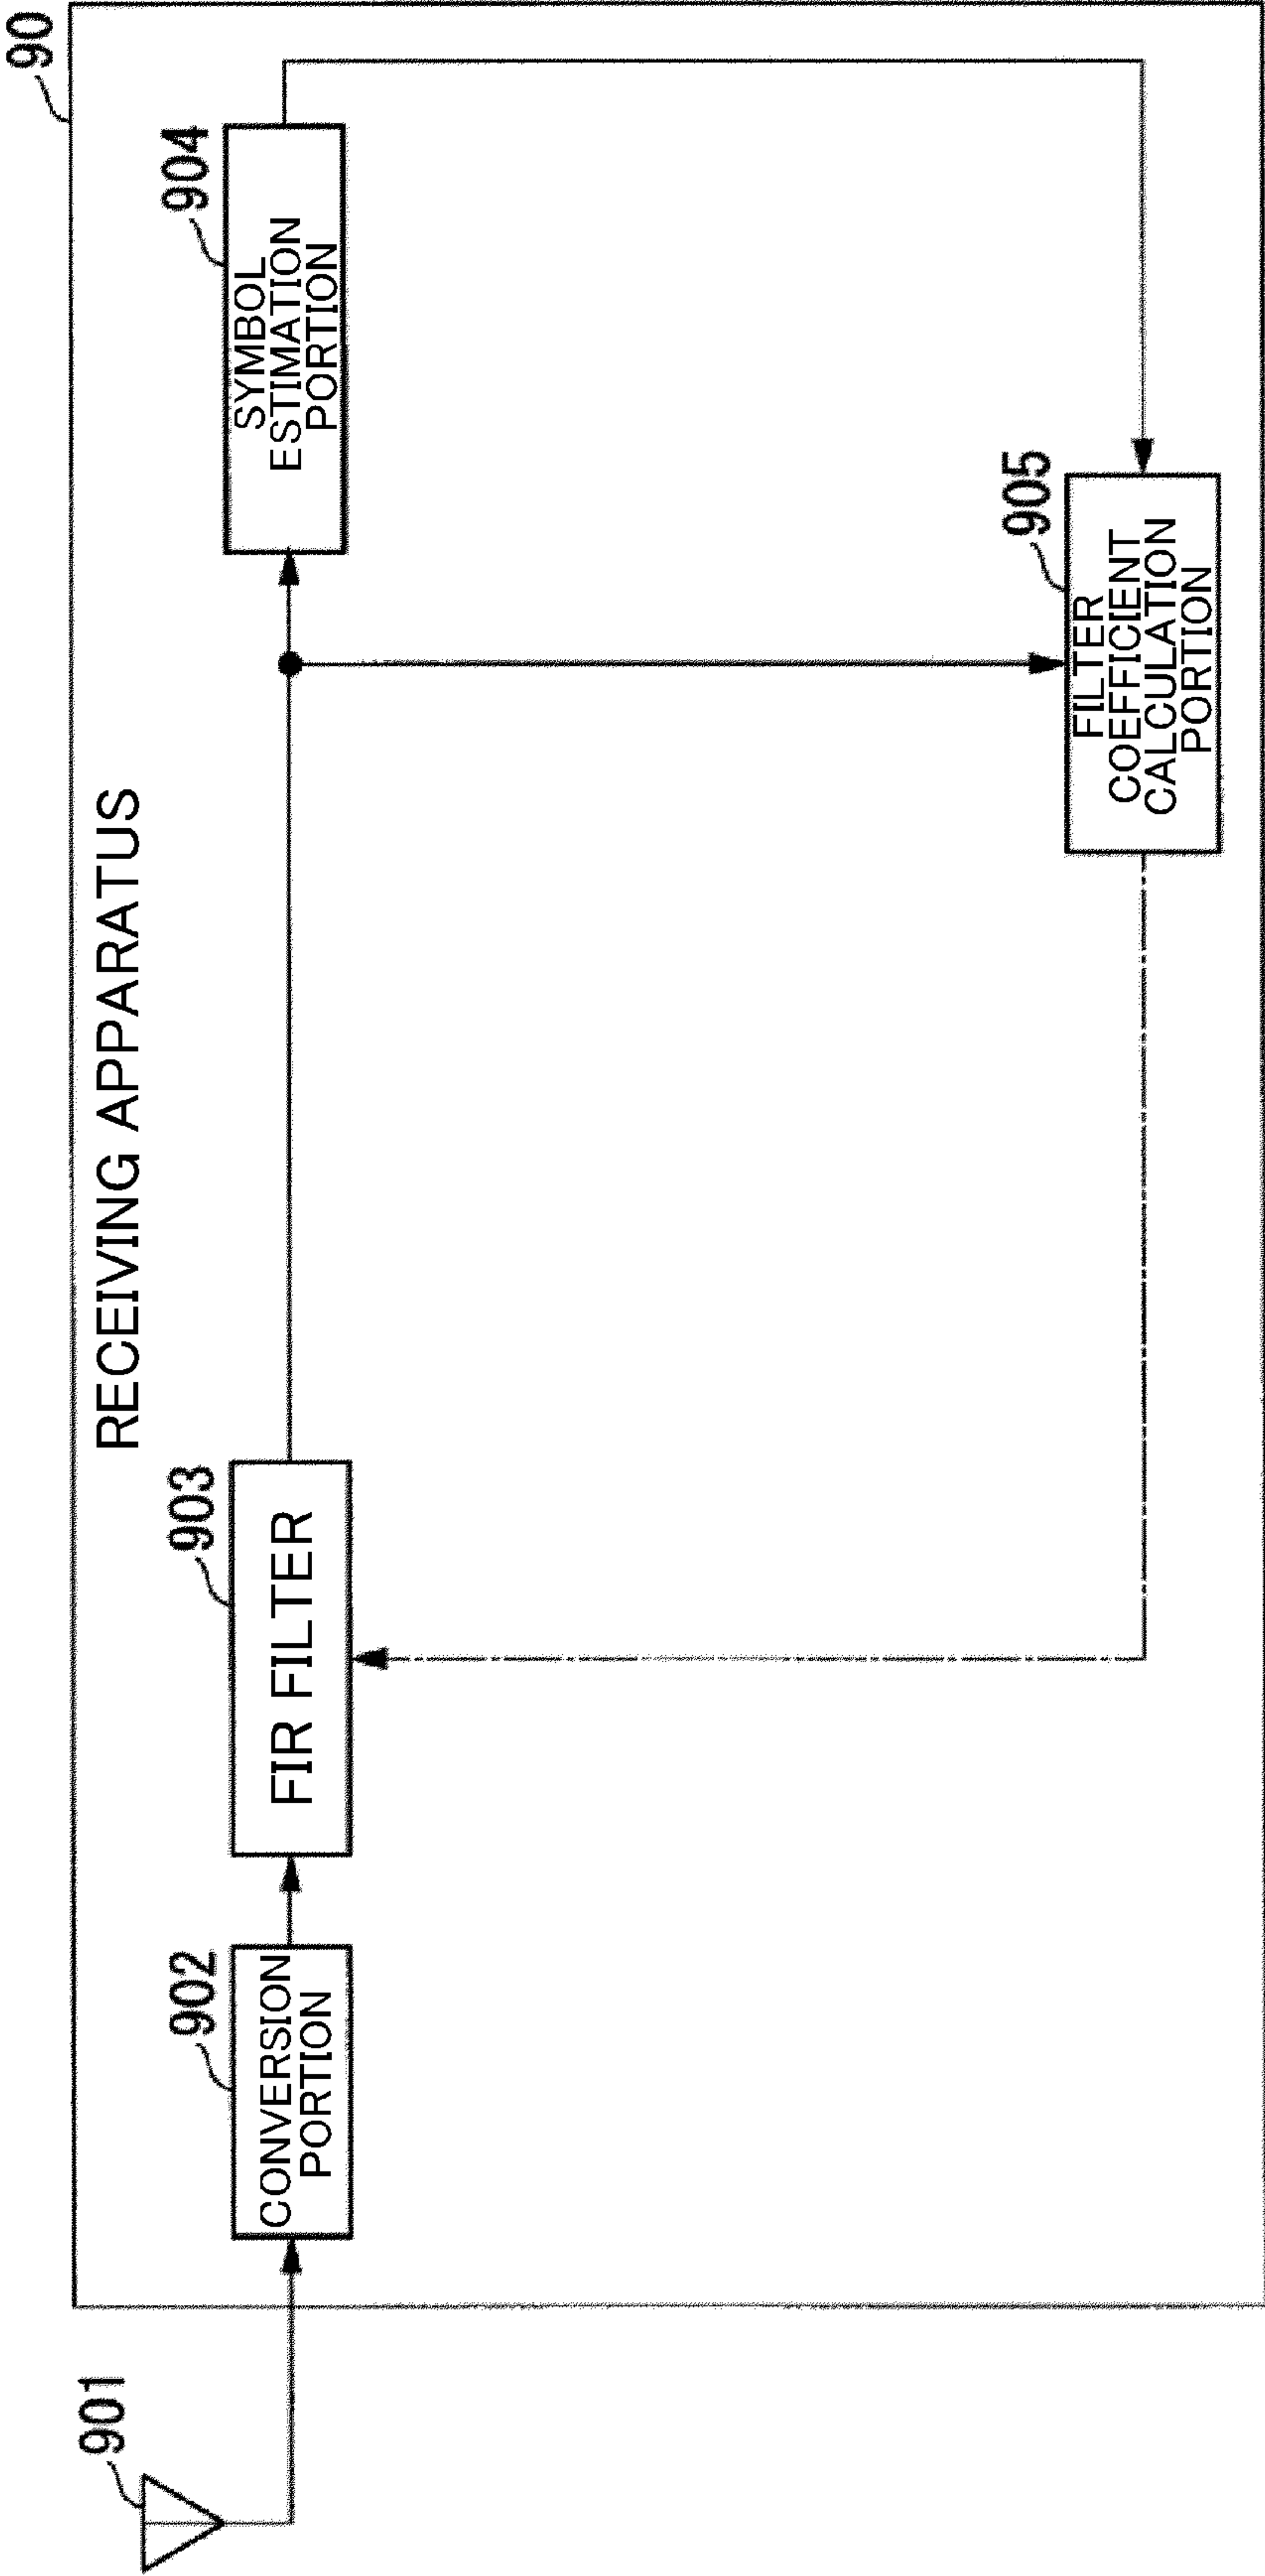 90
RECEIVING APPARATUS
901
902
CONVERSION
PORTION
903
FIR FILTER
904
SYMBOL
ESTIMATION
PORTION
905
FILTER
COEFFICIENT
CALCULATION
PORTION